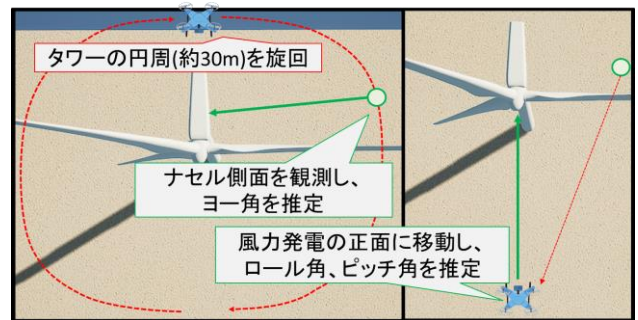 タワーの円周(約30m)を旋回
ナセル側面を観測し、
ヨー角を推定
風力発電の正面に移動し、
ロール角、ピッチ角を推定